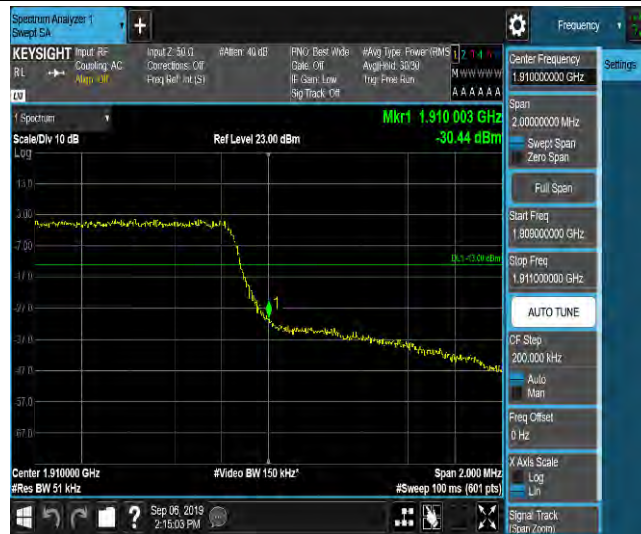 Spectrum Analyzer 1
Swept SA
Frequency
KEYSIGHT
Input: RF
Coupling: AC
Align: Off
Input Z: 50 Ω
Corrections: Off
Freq Ref: Int (S)
#Atten: 40 dB
PNO: Best Wide
Gate: Off
IF Gain: Low
Sig Track: Off
#Avg Type: Power (RMS
Avg|Hold: 30/30
Trig: Free Run
M W W W W W
A A A A A A
RL
LXI
Settings
1 Spectrum
Scale/Div 10 dB
Log
Ref Level 23.00 dBm
Mkr1 1.910 003 GHz
-30.44 dBm
13.0
3.00
-7.00
-17.0
-27.0
-37.0
-47.0
-57.0
-67.0
DL1 -13.00 dBm
1
Center 1.910000 GHz
#Res BW 51 kHz
#Video BW 150 kHz*
Span 2.000 MHz
#Sweep 100 ms (601 pts)
Center Frequency
1.910000000 GHz
Span
2.00000000 MHz
Swept Span
Zero Span
Full Span
Start Freq
1.909000000 GHz
Stop Freq
1.911000000 GHz
AUTO TUNE
CF Step
200.000 kHz
Auto
Man
Freq Offset
0 Hz
X Axis Scale
Log
Lin
Signal Track
(Span Zoom)
Sep 06, 2019
2:15:03 PM